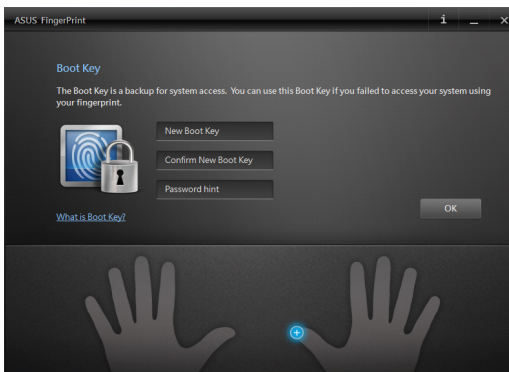 ASUS FingerPrint
Boot Key
The Boot Key is a backup for system access. You can use this Boot Key if you failed to access your system using
your fingerprint.
New Boot Key
Confirm New Boot Key
Password hint
OK
What is Boot Key?